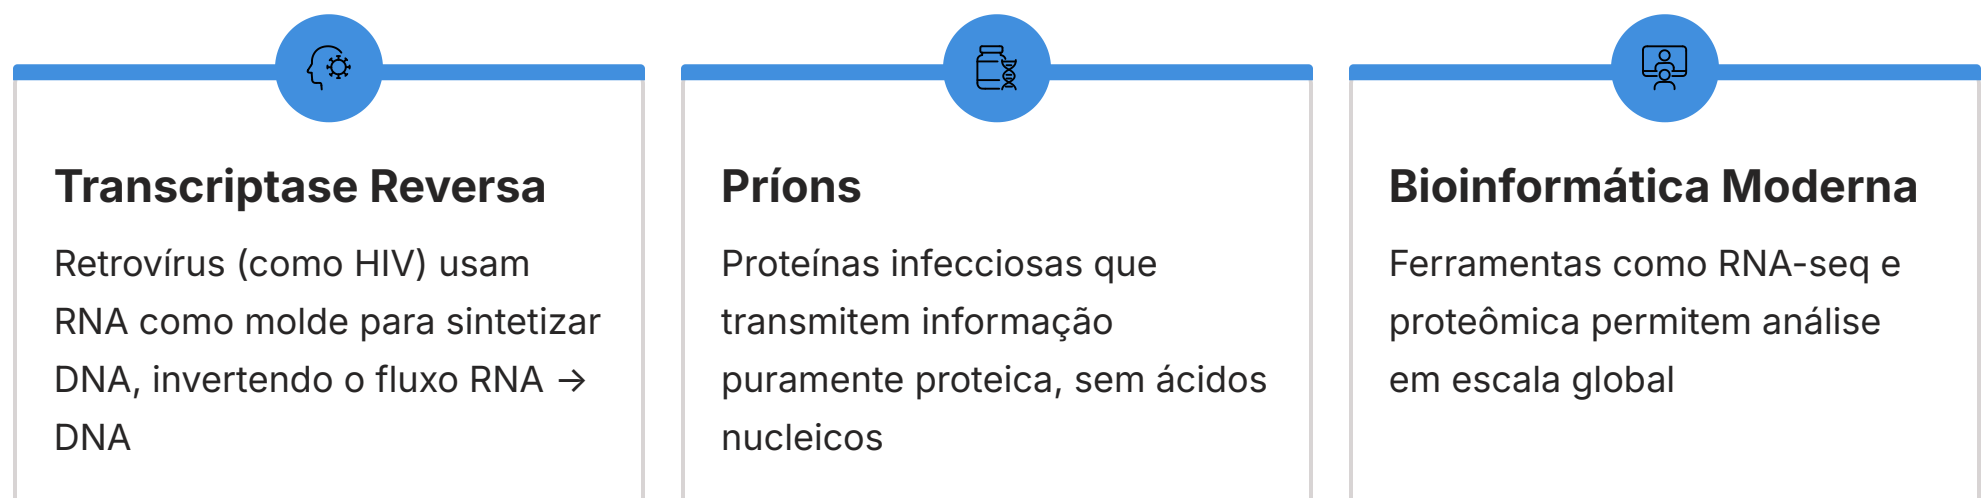 Transcriptase Reversa
Retrovírus (como HIV) usam
RNA como molde para sintetizar
DNA, invertendo o fluxo RNA →
DNA
Príons
Proteínas infecciosas que
transmitem informação
puramente proteica, sem ácidos
nucleicos
Bioinformática Moderna
Ferramentas como RNA-seq e
proteômica permitem análise
em escala global